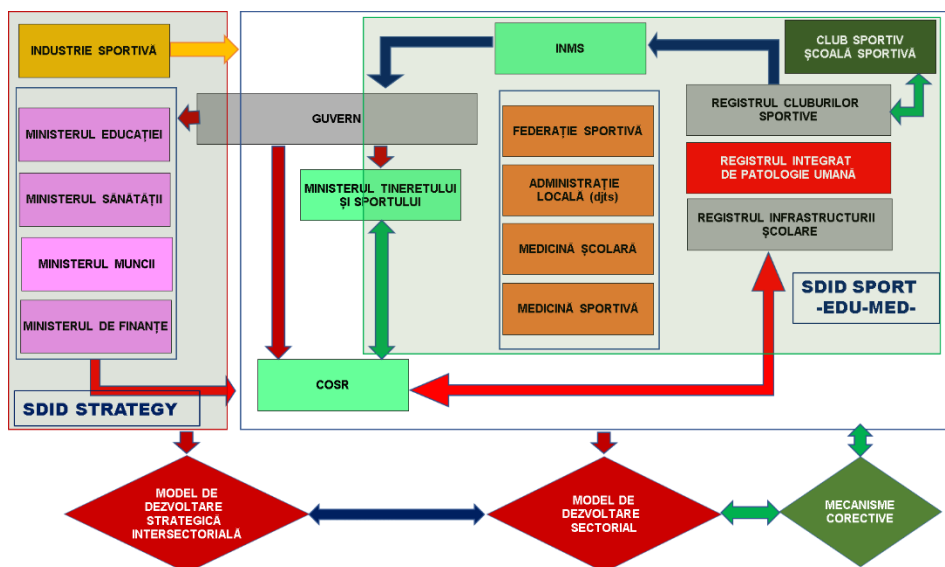 INDUSTRIE SPORTIVĂ
MINISTERUL EDUCAȚIEI
MINISTERUL SĂNĂTĂȚII
MINISTERUL MUNCII
MINISTERUL DE FINANȚE
SDID STRATEGY
GUVERN
MINISTERUL TINERETULUI
ȘI SPORTULUI
COSR
INMS
FEDERAȚIE SPORTIVĂ
ADMINISTRAȚIE
LOCALĂ (djts)
MEDICINĂ ȘCOLARĂ
MEDICINĂ SPORTIVĂ
CLUB SPORTIV
ȘCOALĂ SPORTIVĂ
REGISTRUL CLUBURILOR
SPORTIVE
REGISTRUL INTEGRAT
DE PATOLOGIE UMANĂ
REGISTRUL INFRASTRUCTURII
ȘCOLARE
SDID SPORT
-EDU-MED-
MODEL DE
DEZVOLTARE
STRATEGICĂ
INTERSECTORIALĂ
MODEL DE
DEZVOLTARE
SECTORIAL
MECANISME
CORECTIVE